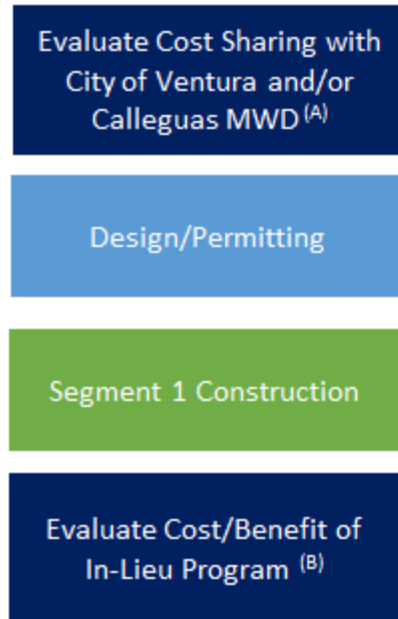 Evaluate Cost Sharing with
City of Ventura and/or
Calleguas MWD (A)
Design/Permitting
Segment 1 Construction
Evaluate Cost/Benefit of
In-Lieu Program (B)